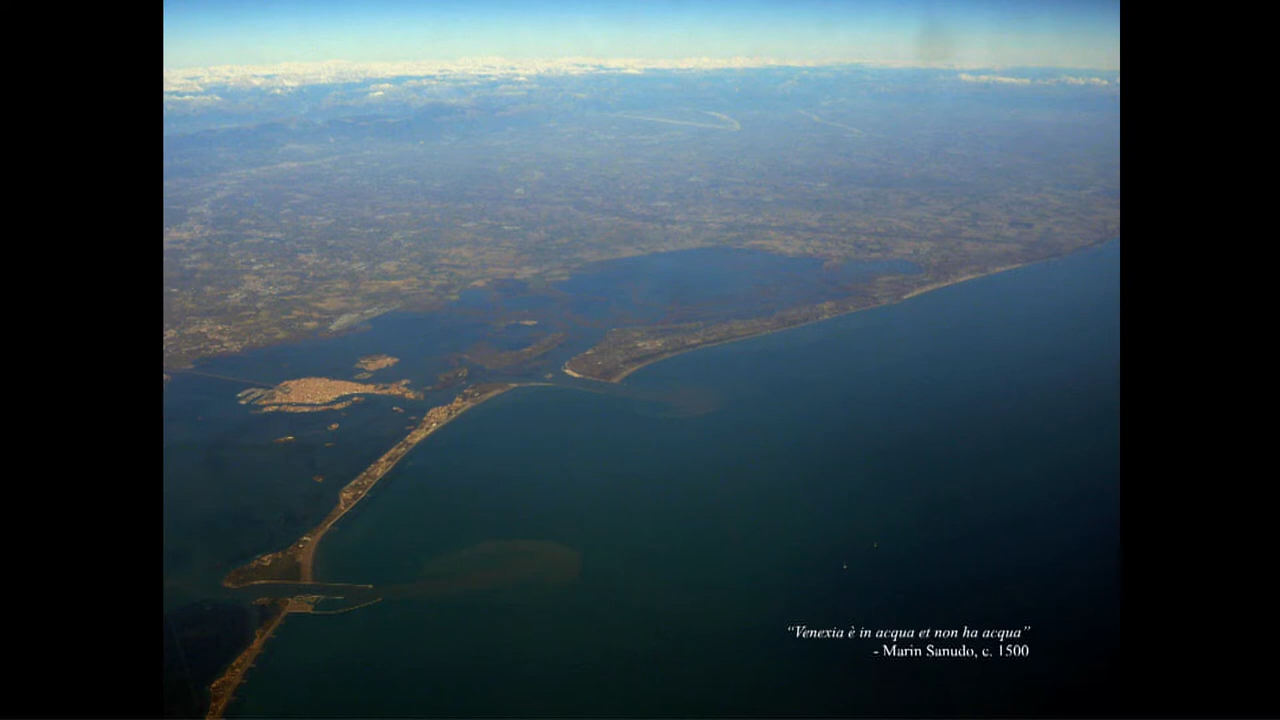 “Venexia è in acqua et non ha acqua”
- Marin Sanudo, c. 1500